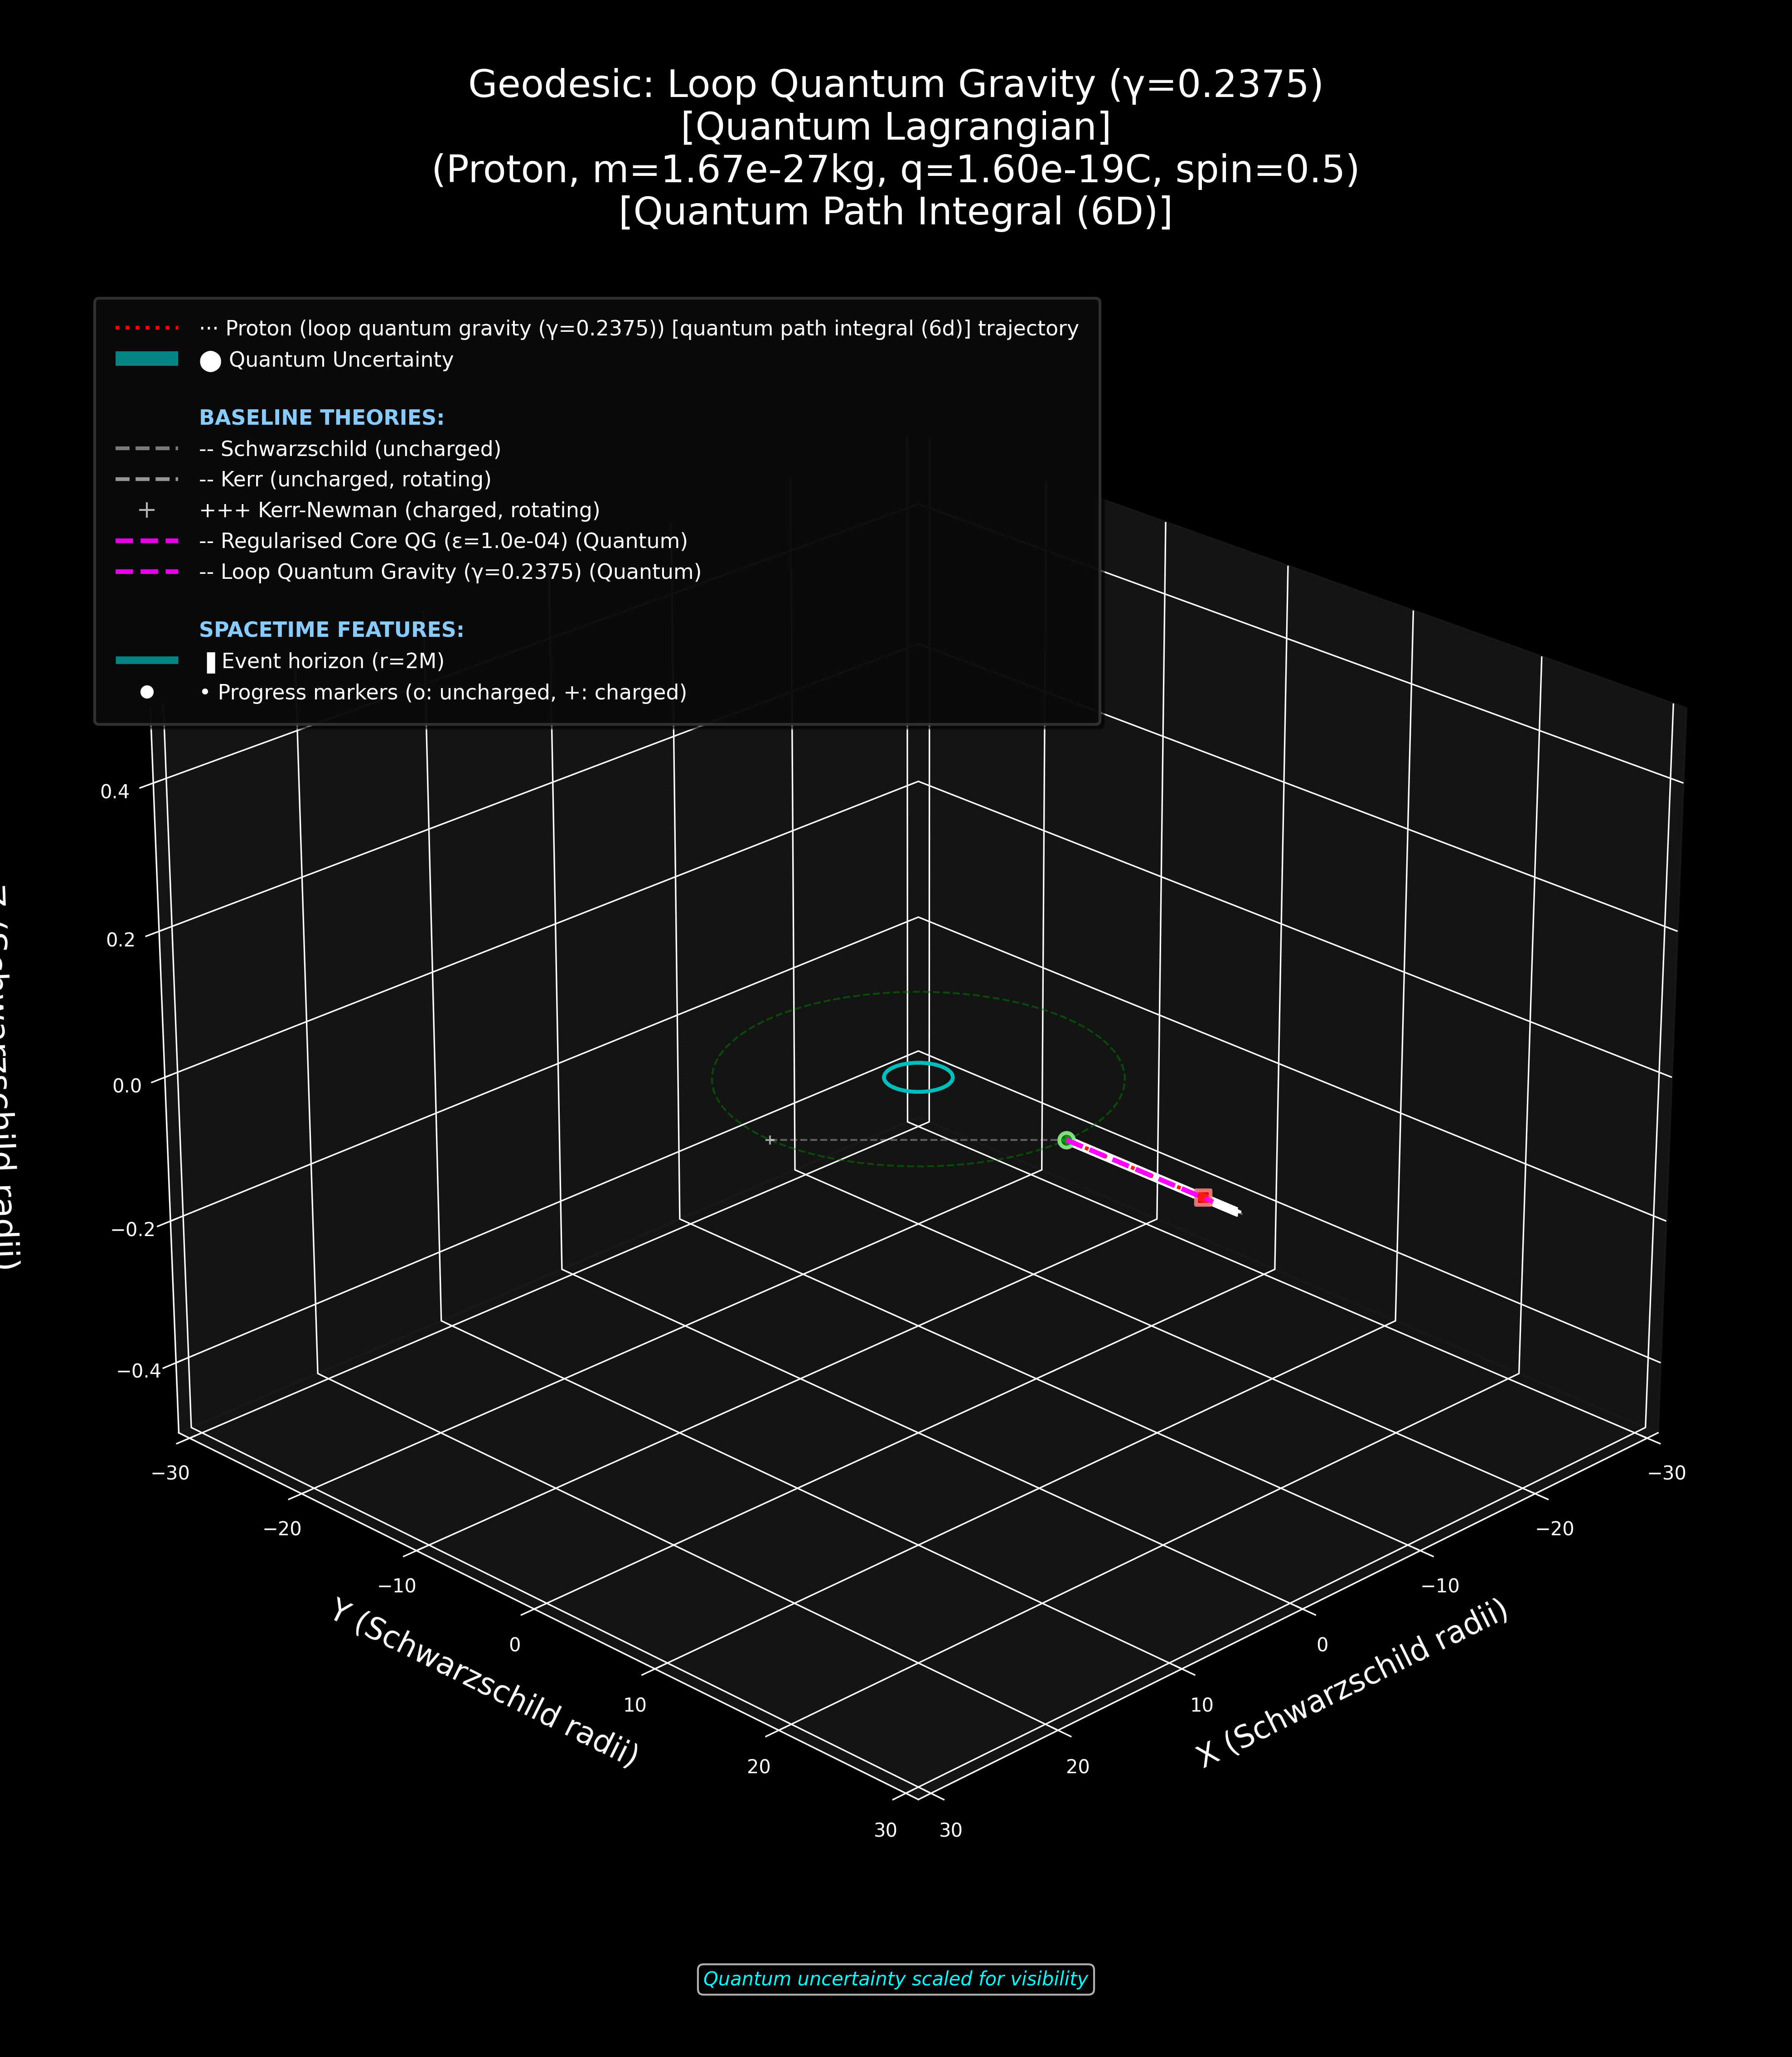 Geodesic: Loop Quantum Gravity (γ=0.2375)
[Quantum Lagrangian]
(Proton, m=1.67e-27kg, q=1.60e-19C, spin=0.5)
[Quantum Path Integral (6D)]
··· Proton (loop quantum gravity (γ=0.2375)) [quantum path integral (6d)] trajectory
● Quantum Uncertainty
BASELINE THEORIES:
-- Schwarzschild (uncharged)
-- Kerr (uncharged, rotating)
+++ Kerr-Newman (charged, rotating)
-- Regularised Core QG (ε=1.0e-04) (Quantum)
-- Loop Quantum Gravity (γ=0.2375) (Quantum)
SPACETIME FEATURES:
▌Event horizon (r=2M)
• Progress markers (o: uncharged, +: charged)
0.4
0.2
0.0
−0.2
−0.4
Z (Schwarzschild radii)
−30
−20
−10
0
10
20
30
Y (Schwarzschild radii)
−30
−20
−10
0
10
20
30
X (Schwarzschild radii)
Quantum uncertainty scaled for visibility